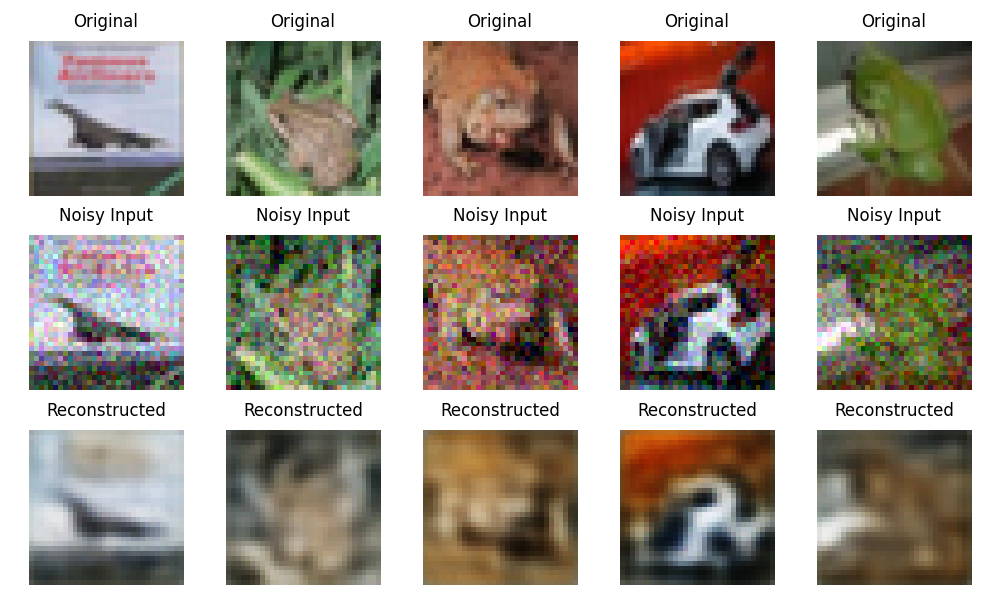 Original Original Original Original Original
Noisy Input Noisy Input Noisy Input Noisy Input Noisy Input
Reconstructed Reconstructed Reconstructed Reconstructed Reconstructed